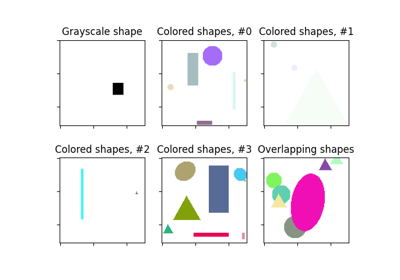 Grayscale shape
Colored shapes, #0
Colored shapes, #1
Colored shapes, #2
Colored shapes, #3
Overlapping shapes